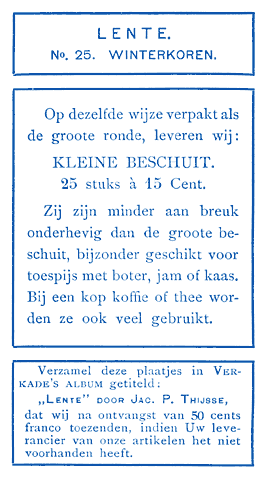 LENTE.
No. 25. WINTERKOREN.
Op dezelfde wijze verpakt als
de groote ronde, leveren wij:
KLEINE BESCHUIT.
25 stuks à 15 Cent.
Zij zijn minder aan breuk
onderhevig dan de groote be-
schuit, bijzonder geschikt voor
toespijs met boter, jam of kaas.
Bij een kop koffie of thee wor-
den ze ook veel gebruikt.
Verzamel deze plaatjes in VER-
KADE'S ALBUM getiteld:
„LENTE" DOOR JAC. P. THIJSSE,
dat wij na ontvangst van 50 cents
franco toezenden, indien Uw leve-
rancier van onze artikelen het niet
voorhanden heeft.